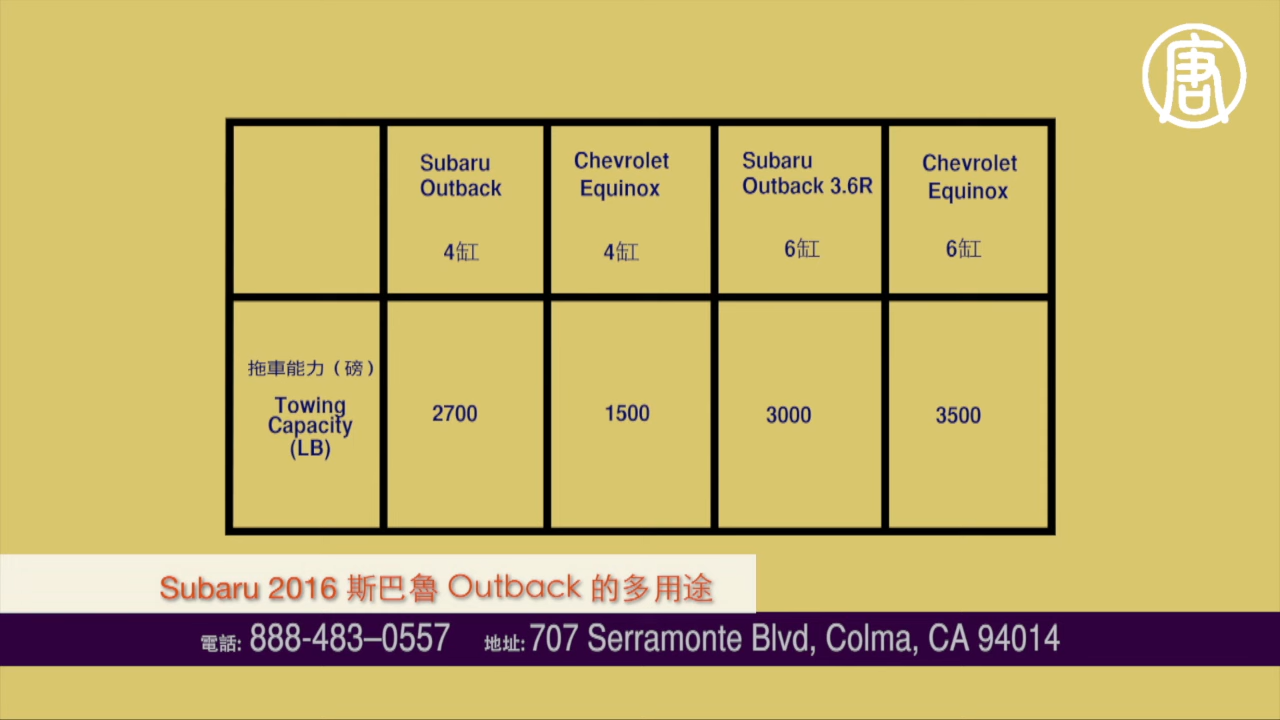 唐
Subaru
Outback
4缸
Chevrolet
Equinox
4缸
Subaru
Outback 3.6R
6缸
Chevrolet
Equinox
6缸
拖車能力（磅）
Towing
Capacity
(LB)
2700
1500
3000
3500
Subaru 2016 斯巴魯 Outback 的多用途
電話: 888-483–0557 地址: 707 Serramonte Blvd, Colma, CA 94014